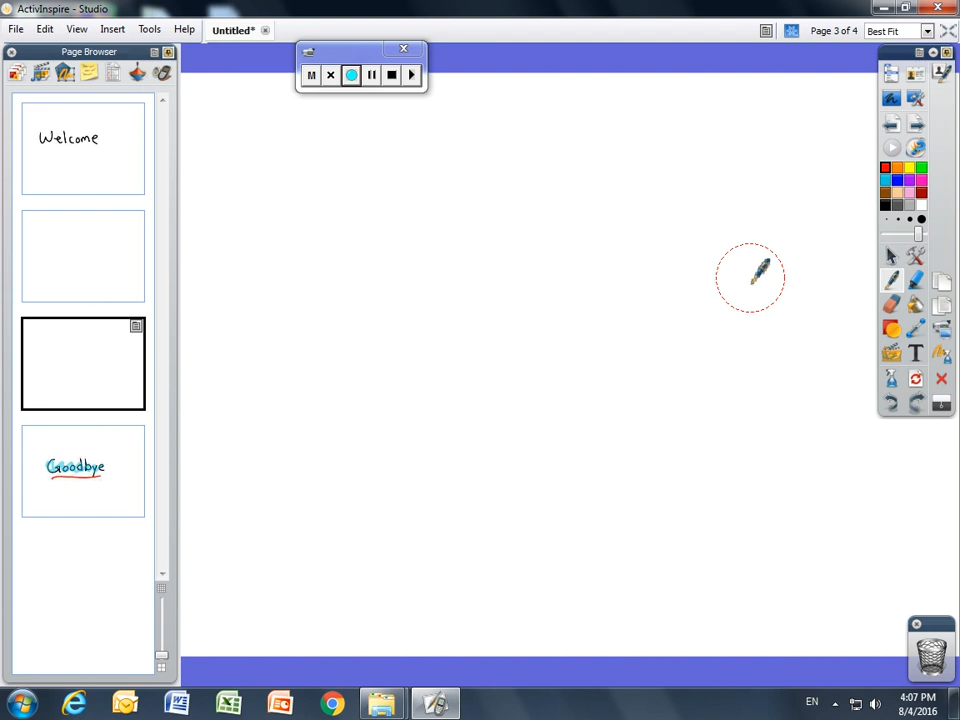 ActivInspire - Studio
File Edit View Insert Tools Help Untitled* Page 3 of 4 Best Fit
Page Browser
M
Welcome
Goodbye
T
EN
4:07 PM
8/4/2016